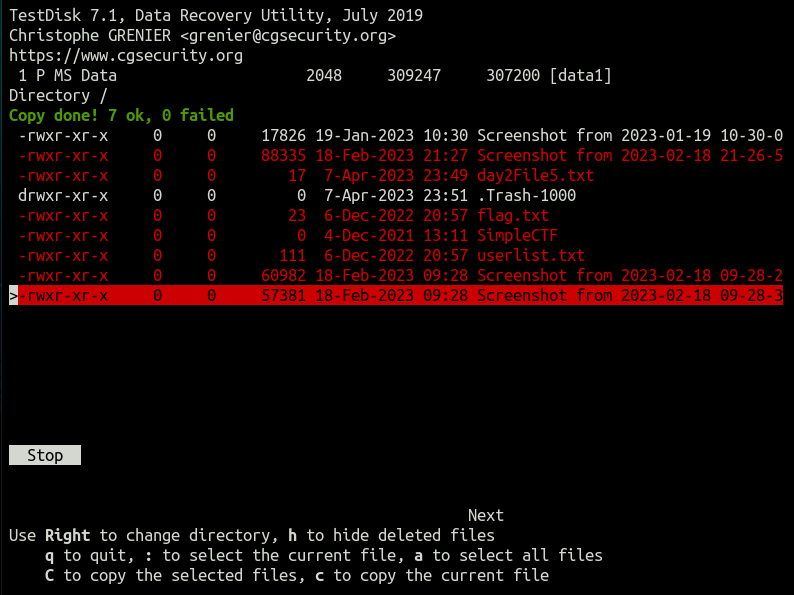 TestDisk 7.1, Data Recovery Utility, July 2019
Christophe GRENIER <grenier@cgsecurity.org>
https://www.cgsecurity.org
 1 P MS Data                     2048     309247     307200 [data1]
Directory /
Copy done! 7 ok, 0 failed
 -rwxr-xr-x     0     0     17826 19-Jan-2023 10:30 Screenshot from 2023-01-19 10-30-0
 -rwxr-xr-x     0     0     88335 18-Feb-2023 21:27 Screenshot from 2023-02-18 21-26-5
 -rwxr-xr-x     0     0        17  7-Apr-2023 23:49 day2File5.txt
 drwxr-xr-x     0     0         0  7-Apr-2023 23:51 .Trash-1000
 -rwxr-xr-x     0     0        23  6-Dec-2022 20:57 flag.txt
 -rwxr-xr-x     0     0         0  4-Dec-2021 13:11 SimpleCTF
 -rwxr-xr-x     0     0       111  6-Dec-2022 20:57 userlist.txt
 -rwxr-xr-x     0     0     60982 18-Feb-2023 09:28 Screenshot from 2023-02-18 09-28-2
>-rwxr-xr-x     0     0     57381 18-Feb-2023 09:28 Screenshot from 2023-02-18 09-28-3
Stop
Next
Use Right to change directory, h to hide deleted files
    q to quit, : to select the current file, a to select all files
    C to copy the selected files, c to copy the current file